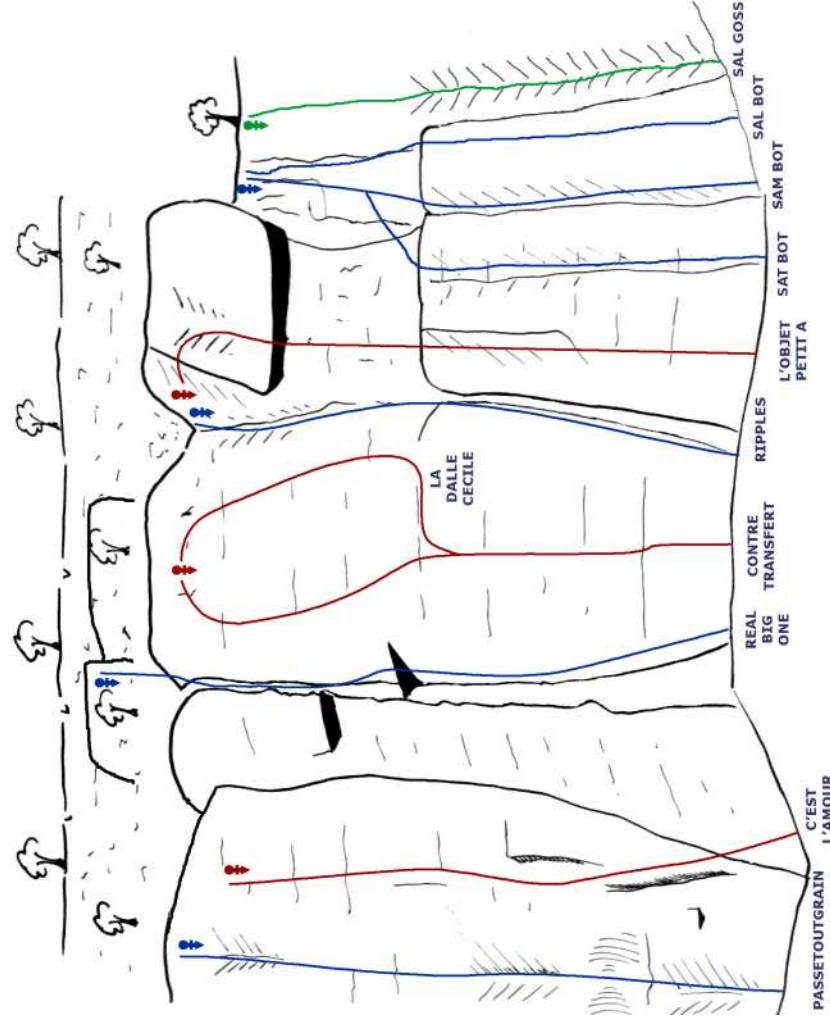 PASSETOUTGRAIN
C'EST
L'AMOUR
REAL
BIG
ONE
CONTRE
TRANSFERT
LA
DALLE
CECILE
RIPPLES
L'OBJET
PETIT A
SAT BOT
SAM BOT
SAL BOT
SAL GOSS